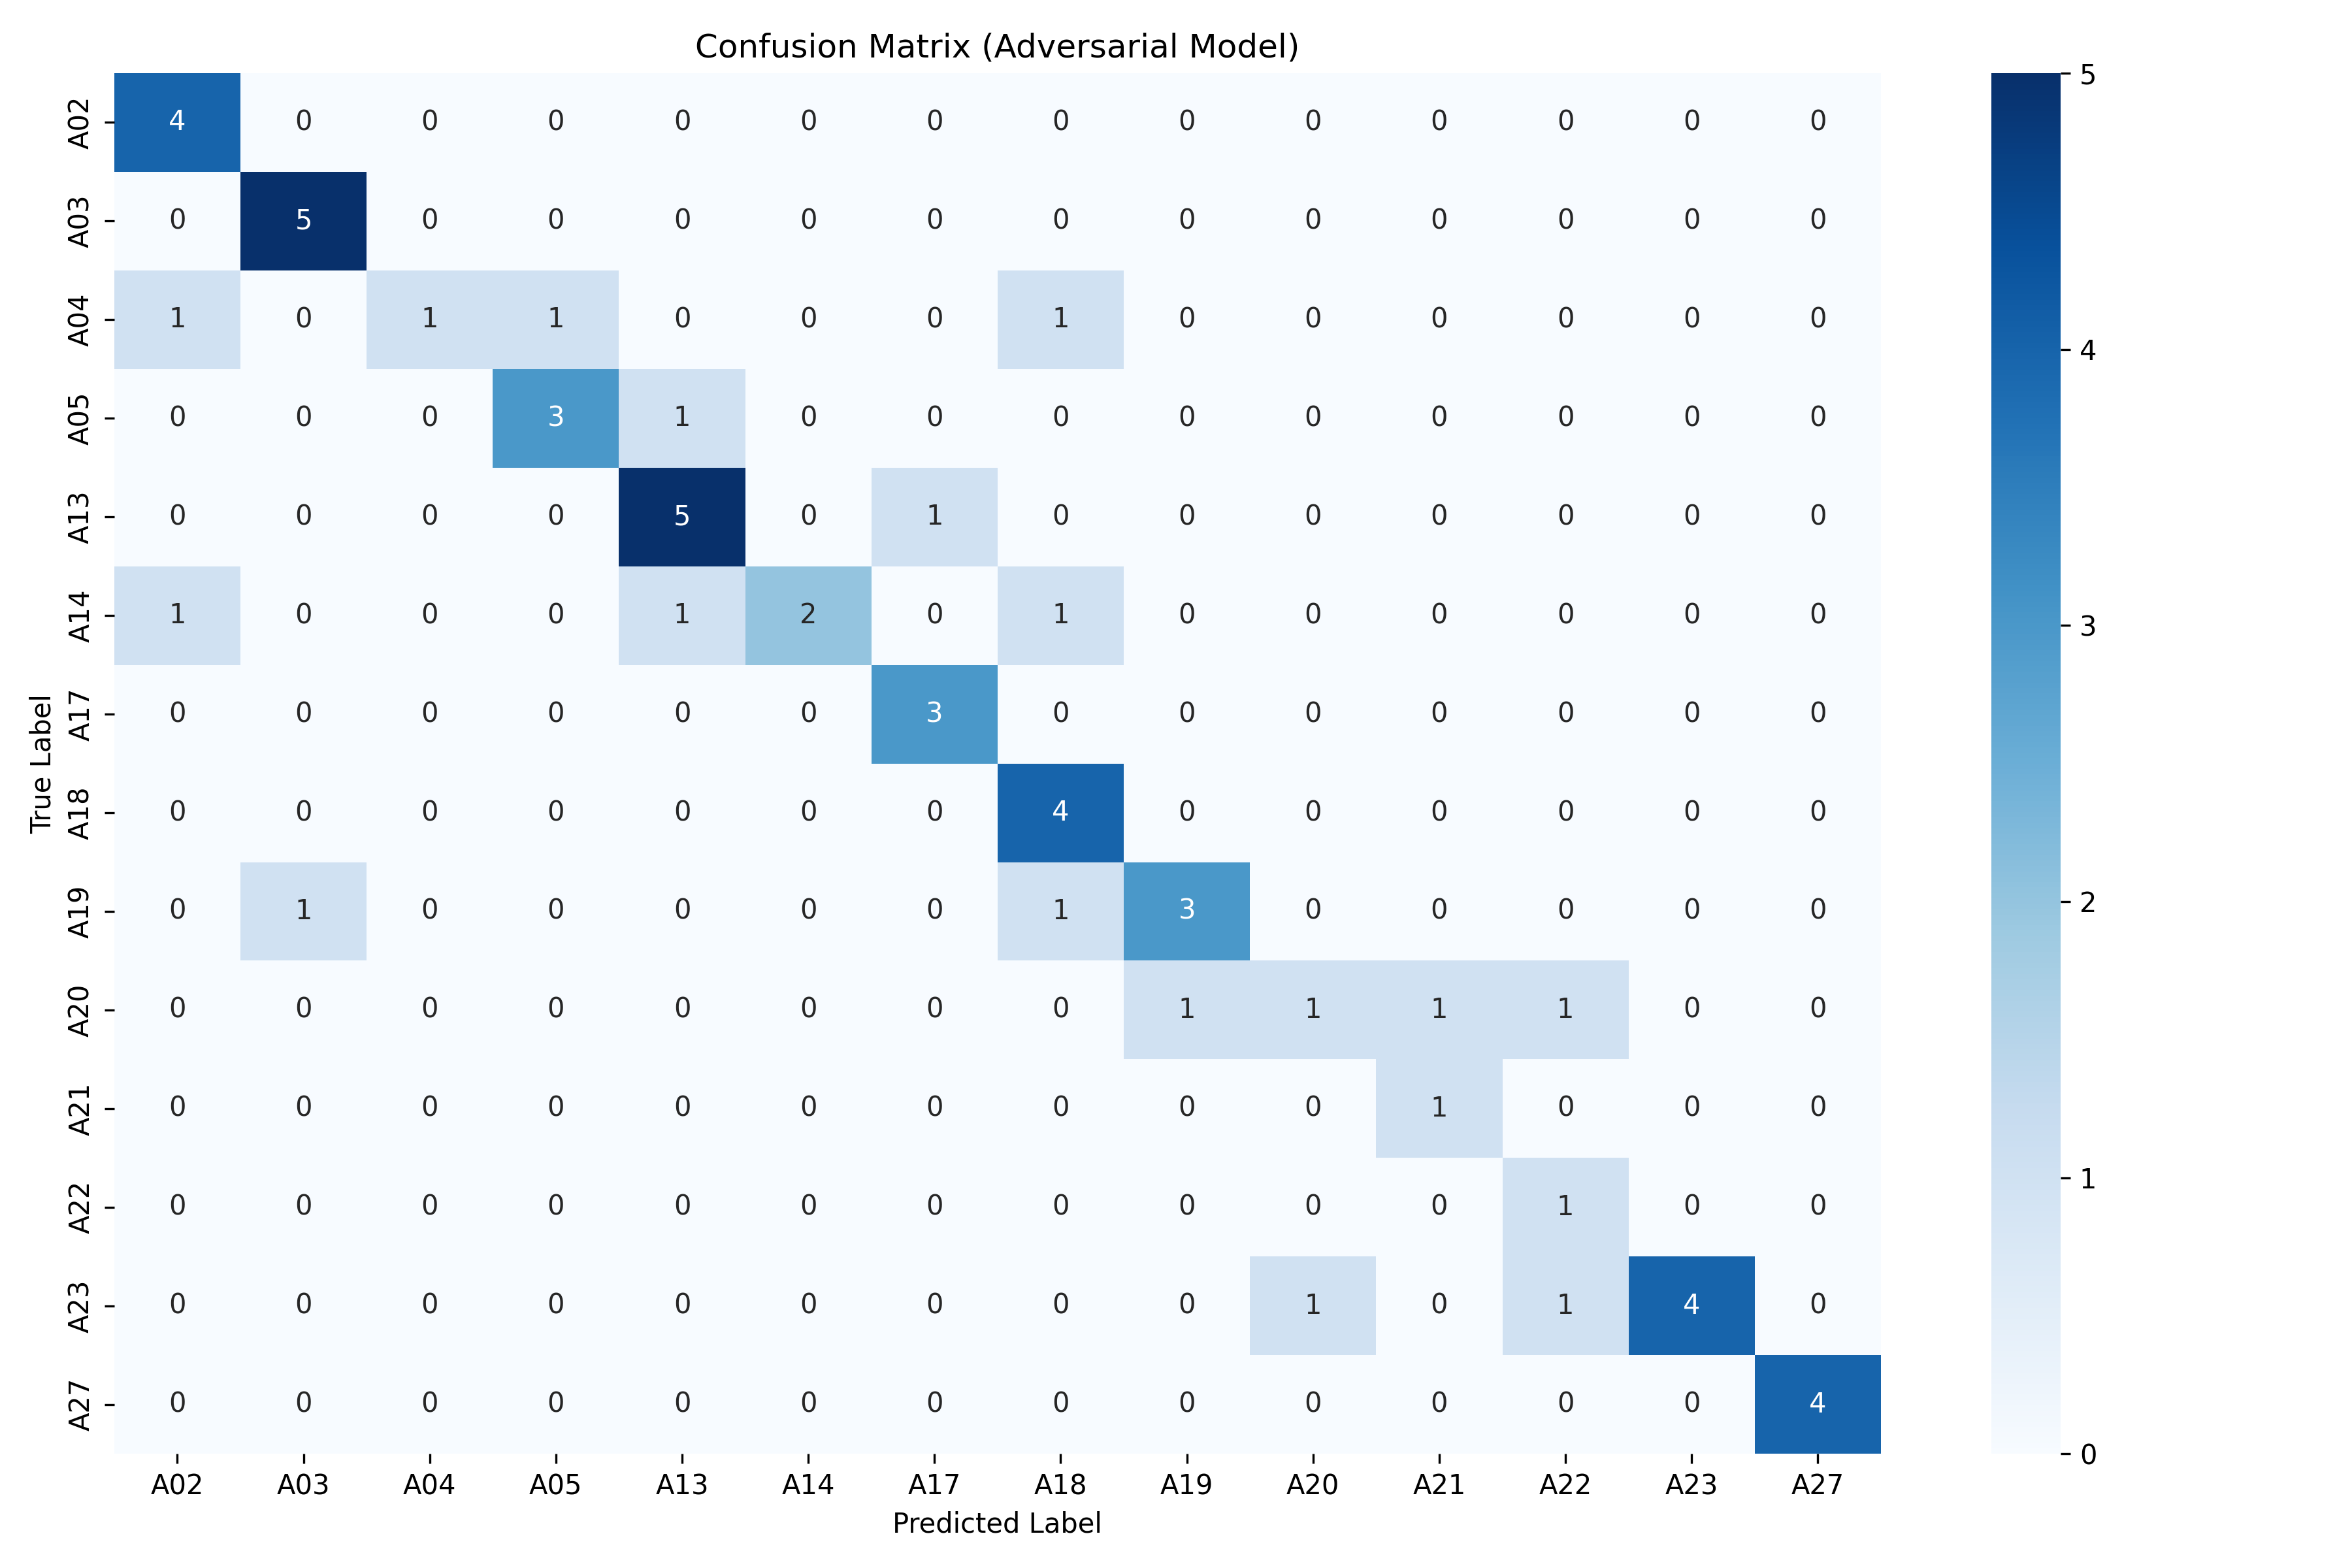 Confusion Matrix (Adversarial Model)
True Label
A02 4 0 0 0 0 0 0 0 0 0 0 0 0 0
A03 0 5 0 0 0 0 0 0 0 0 0 0 0 0
A04 1 0 1 1 0 0 0 1 0 0 0 0 0 0
A05 0 0 0 3 1 0 0 0 0 0 0 0 0 0
A13 0 0 0 0 5 0 1 0 0 0 0 0 0 0
A14 1 0 0 0 1 2 0 1 0 0 0 0 0 0
A17 0 0 0 0 0 0 3 0 0 0 0 0 0 0
A18 0 0 0 0 0 0 0 4 0 0 0 0 0 0
A19 0 1 0 0 0 0 0 1 3 0 0 0 0 0
A20 0 0 0 0 0 0 0 0 1 1 1 1 0 0
A21 0 0 0 0 0 0 0 0 0 0 1 0 0 0
A22 0 0 0 0 0 0 0 0 0 0 0 1 0 0
A23 0 0 0 0 0 0 0 0 0 1 0 1 4 0
A27 0 0 0 0 0 0 0 0 0 0 0 0 0 4
A02 A03 A04 A05 A13 A14 A17 A18 A19 A20 A21 A22 A23 A27
Predicted Label
5
4
3
2
1
0